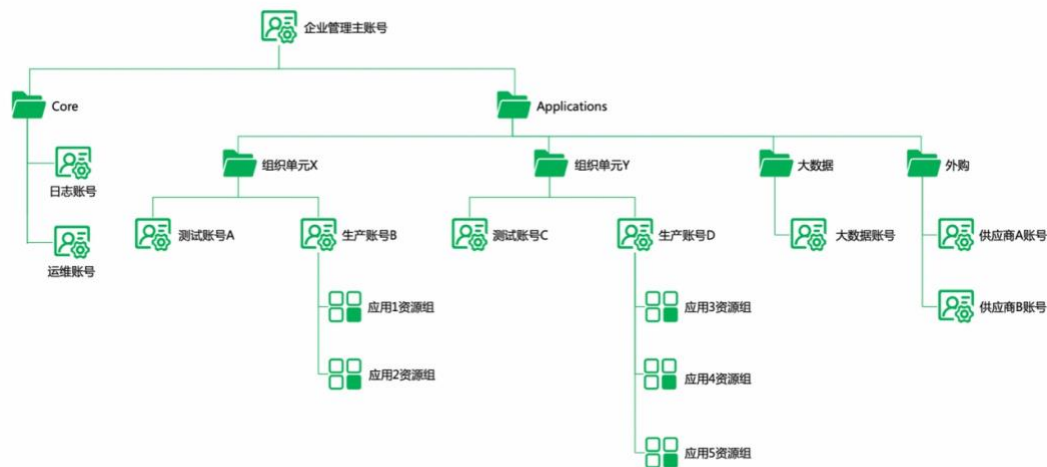 企业管理主账号
Core
Applications
日志账号
运维账号
组织单元X
组织单元Y
大数据
外购
测试账号A
生产账号B
测试账号C
生产账号D
大数据账号
供应商A账号
供应商B账号
应用1资源组
应用2资源组
应用3资源组
应用4资源组
应用5资源组